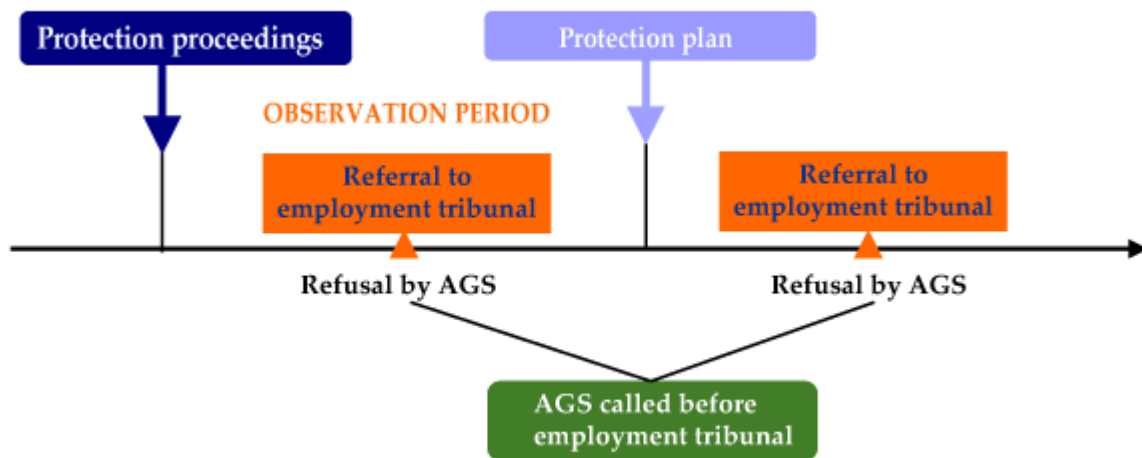 Protection proceedings
Protection plan
OBSERVATION PERIOD
Referral to
employment tribunal
Referral to
employment tribunal
Refusal by AGS
Refusal by AGS
AGS called before
employment tribunal